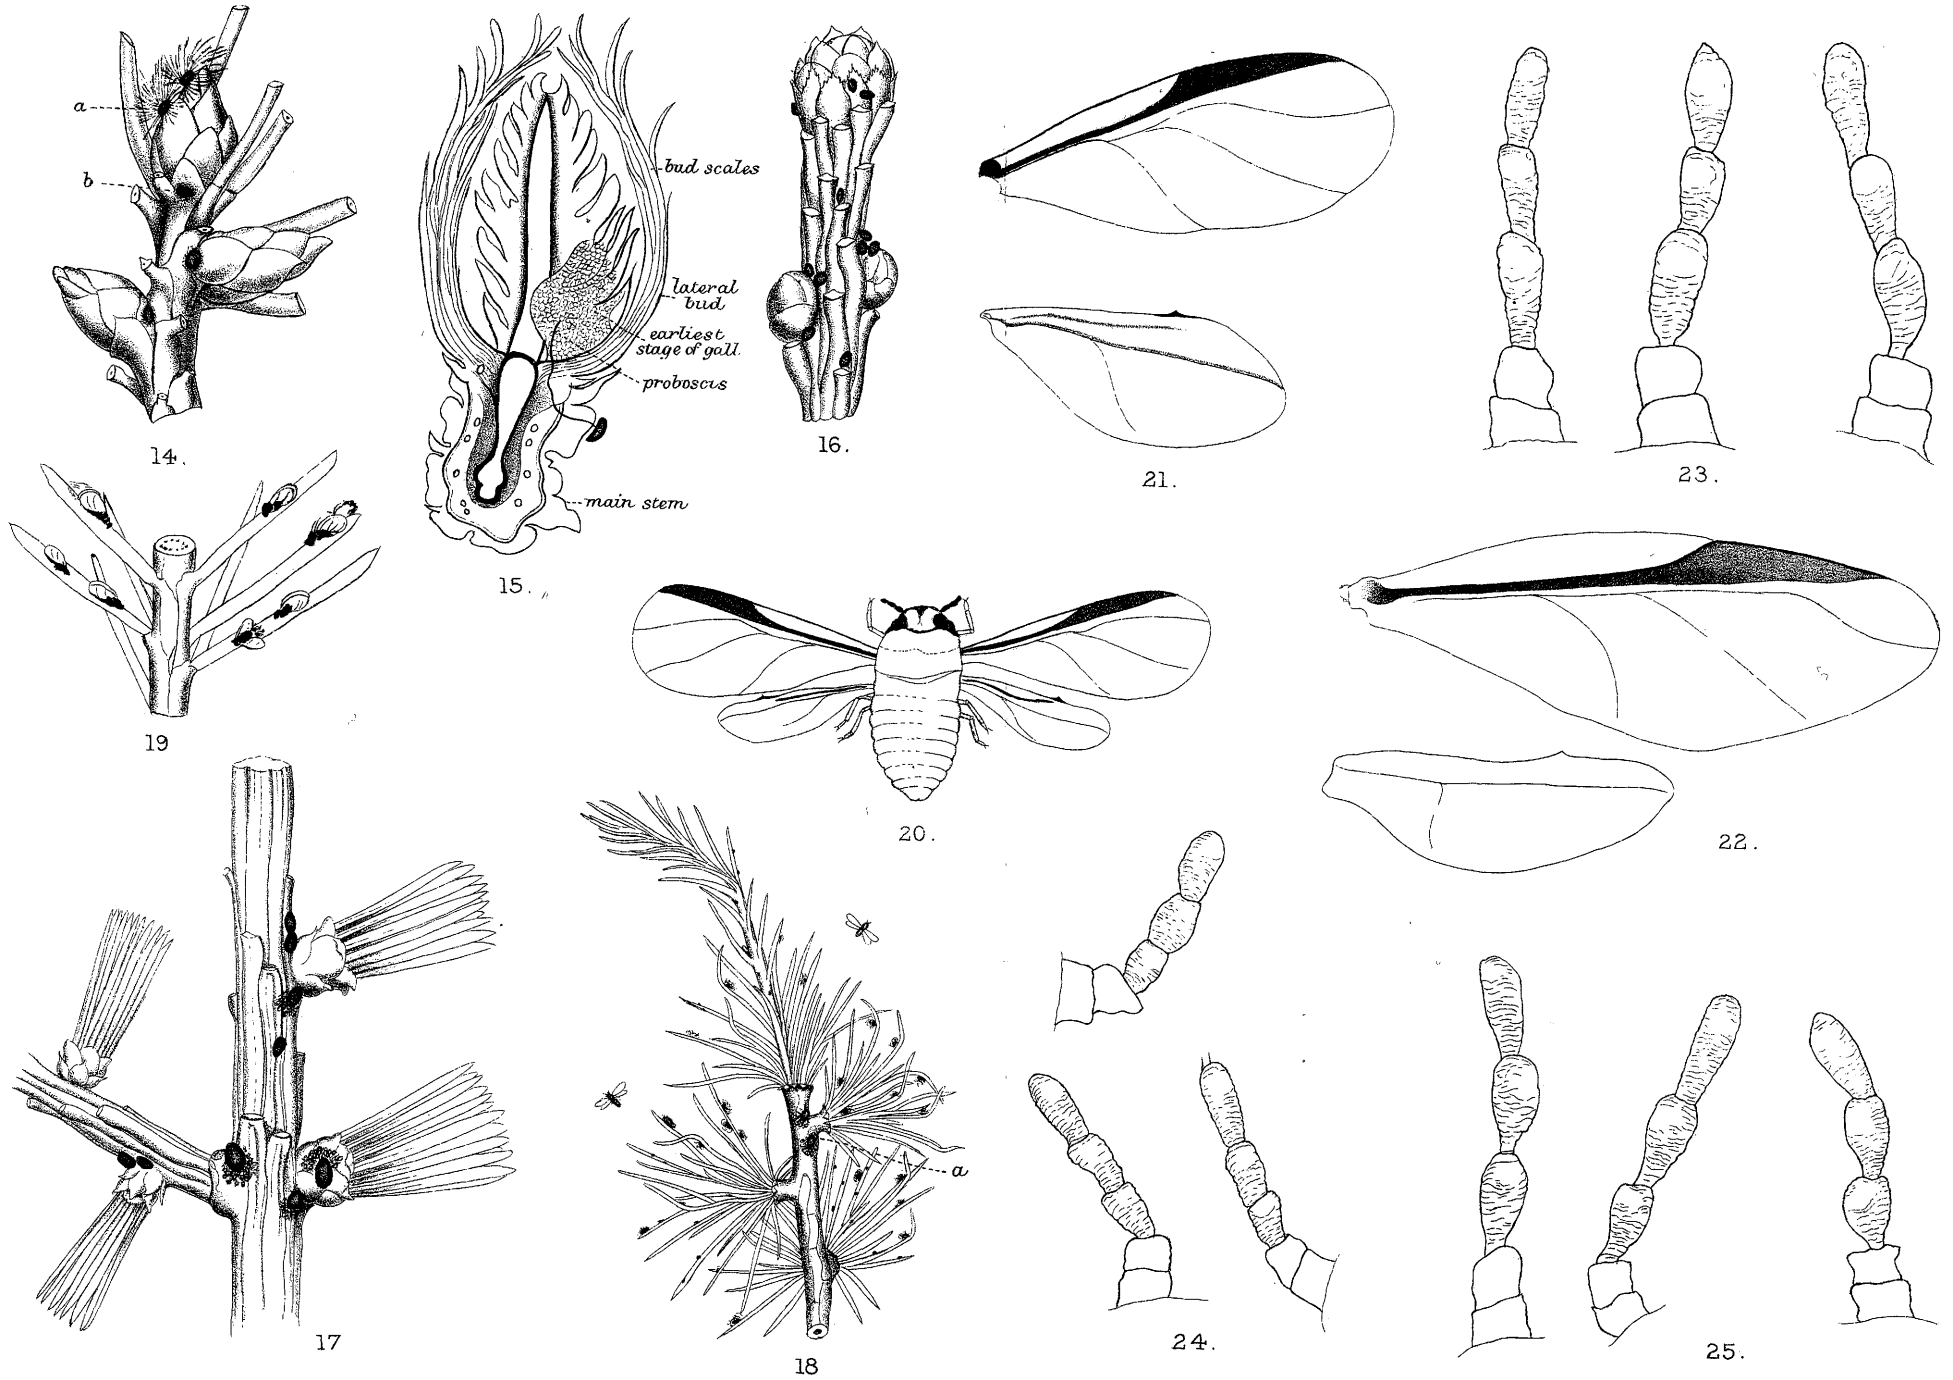 a
b
14.
bud scales
lateral
bud
earliest
stage of gall.
proboscis
main stem
15.
16.
21.
23.
19
20.
22.
17
a
18
24.
25.